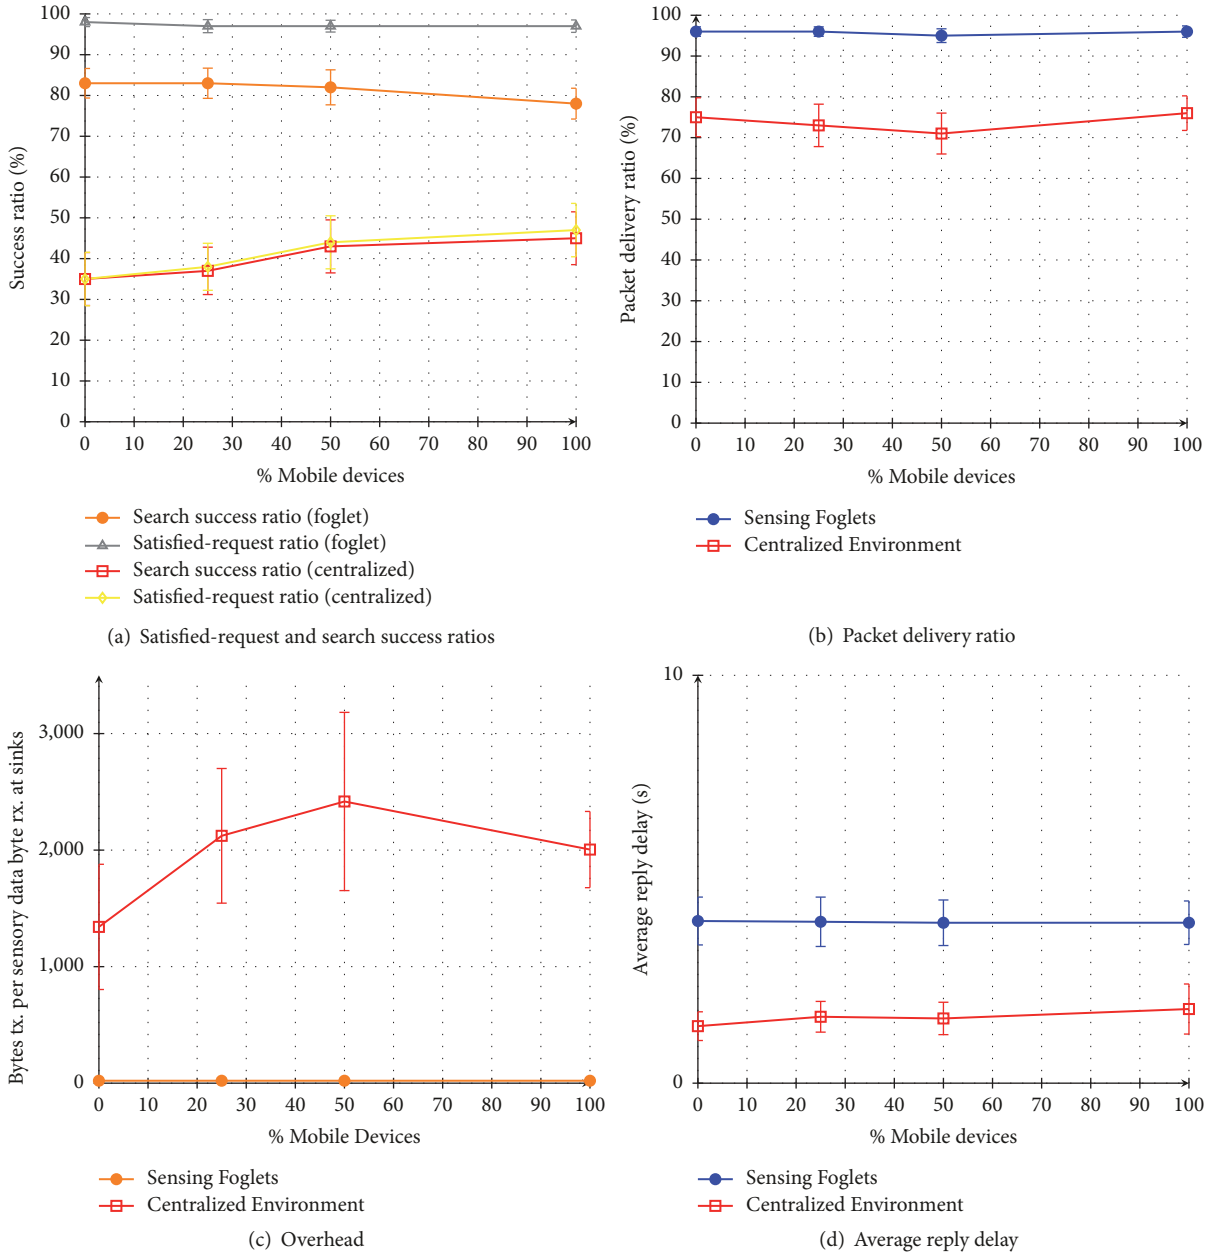 100
90
80
70
60
50
40
30
20
10
0
Success ratio (%)
0 10 20 30 40 50 60 70 80 90 100
% Mobile devices
Search success ratio (foglet)
Satisfied-request ratio (foglet)
Search success ratio (centralized)
Satisfied-request ratio (centralized)
(a) Satisfied-request and search success ratios
100
90
80
70
60
50
40
30
20
10
0
Packet delivery ratio (%)
0 10 20 30 40 50 60 70 80 90 100
% Mobile devices
Sensing Foglets
Centralized Environment
(b) Packet delivery ratio
3,000
2,000
1,000
0
Bytes tx. per sensory data byte rx. at sinks
0 10 20 30 40 50 60 70 80 90 100
% Mobile Devices
Sensing Foglets
Centralized Environment
(c) Overhead
10
0
Average reply delay (s)
0 10 20 30 40 50 60 70 80 90 100
% Mobile devices
Sensing Foglets
Centralized Environment
(d) Average reply delay